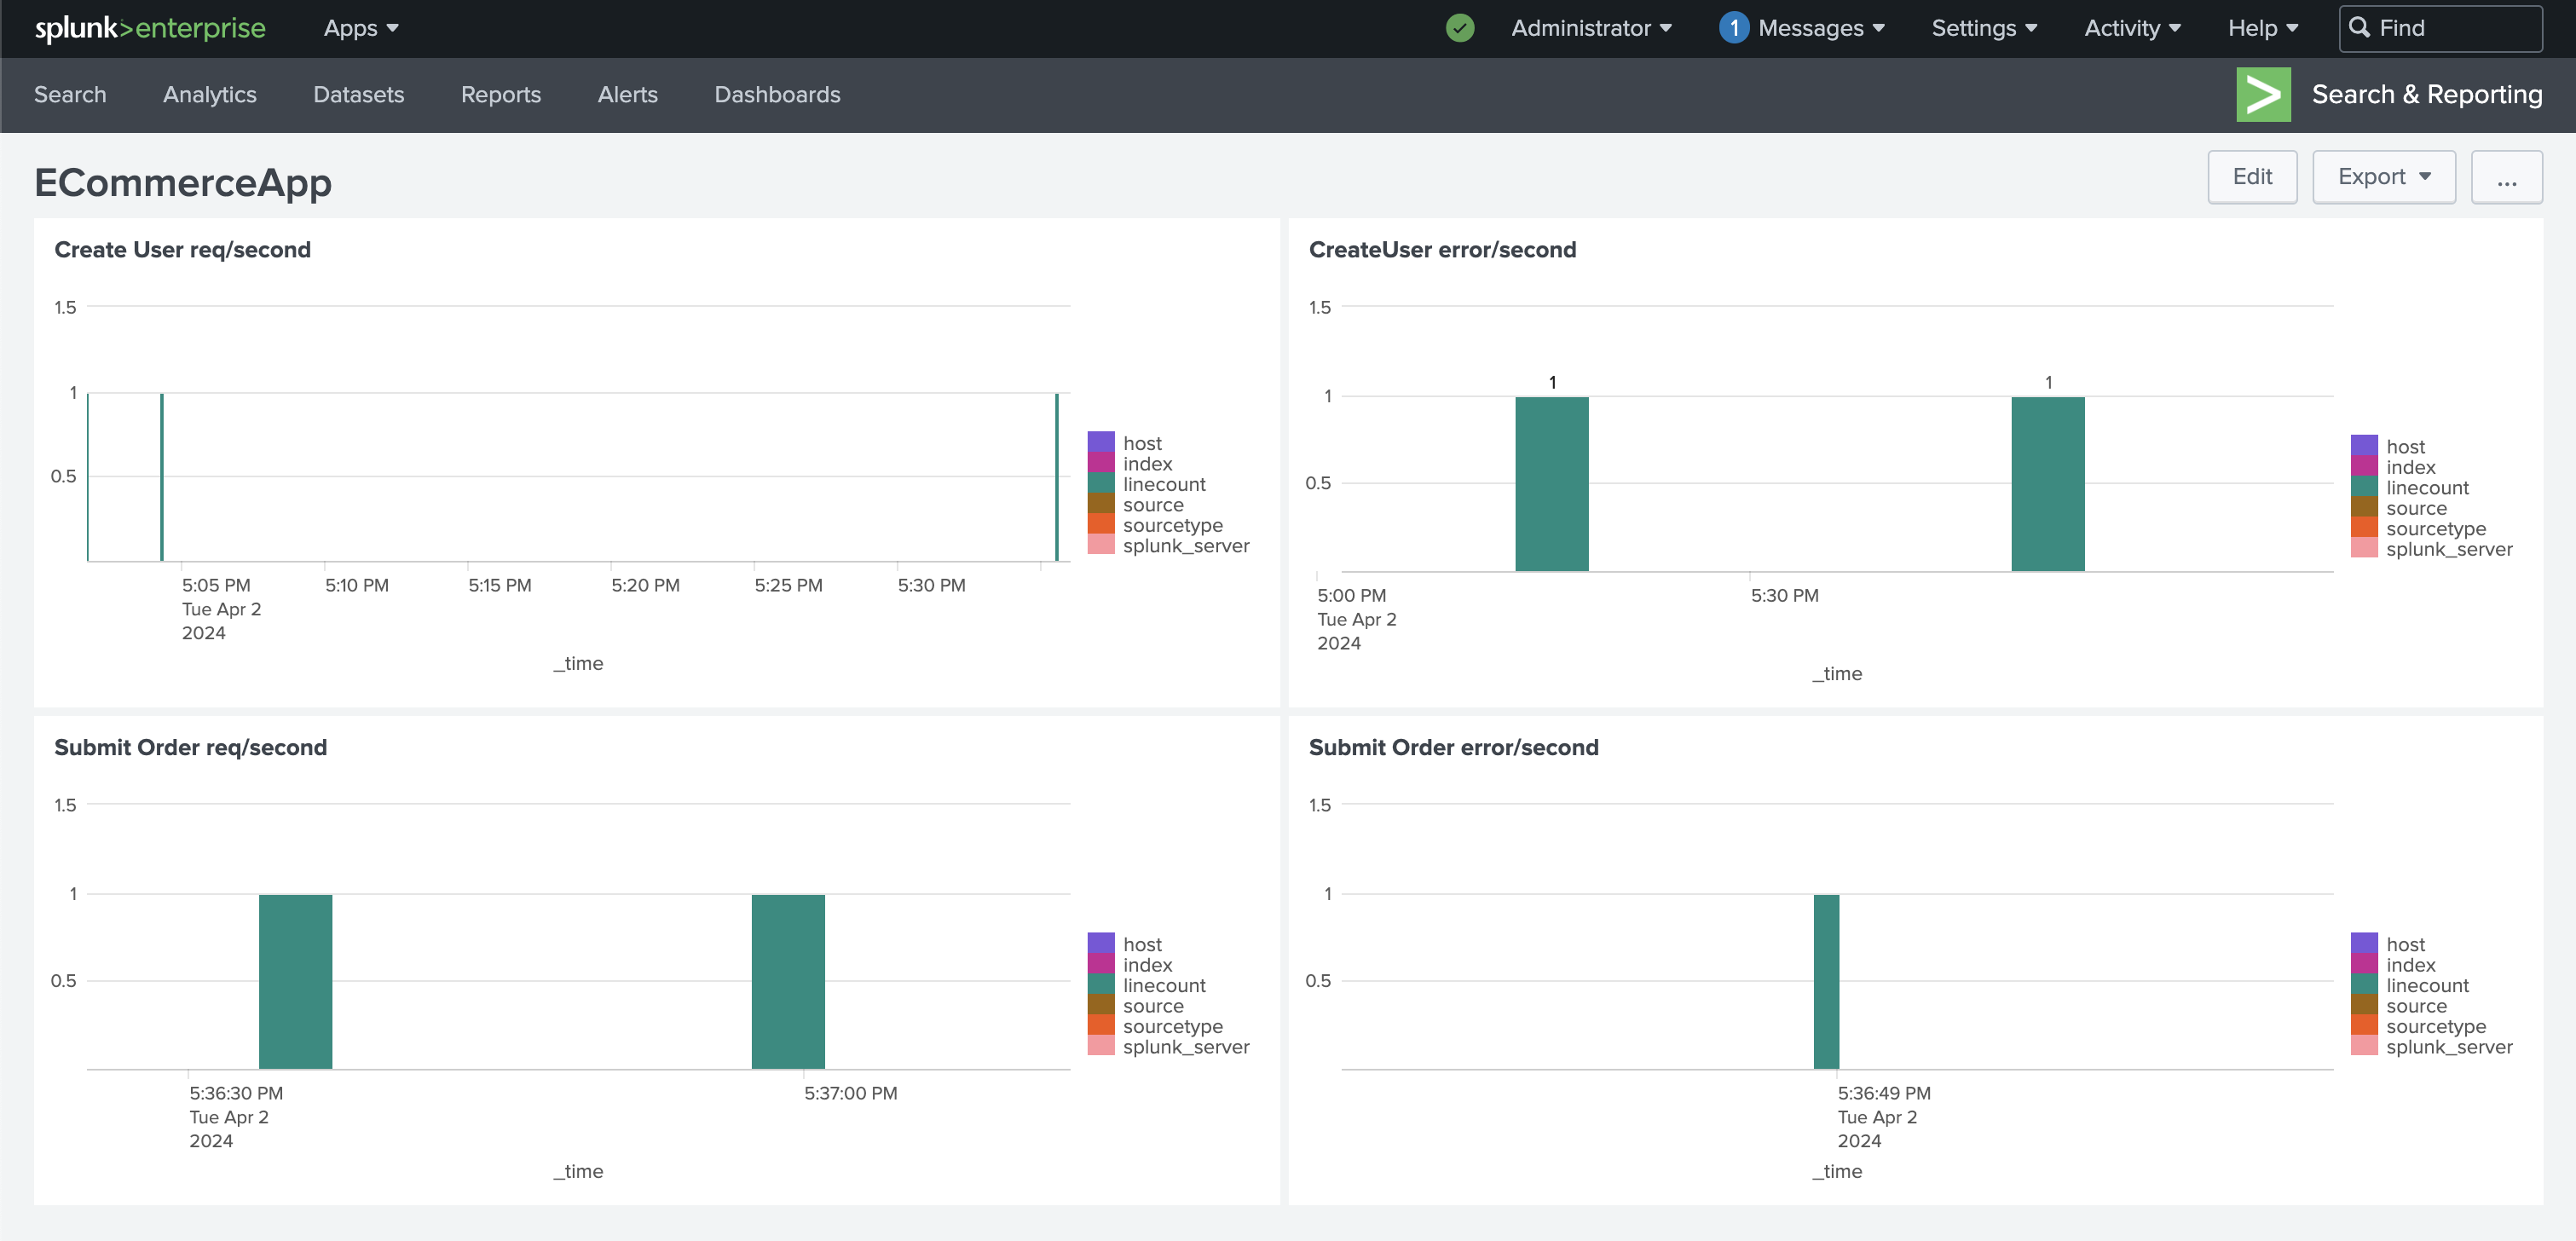 splunk>enterprise Apps Administrator 1 Messages Settings Activity Help Find
Search Analytics Datasets Reports Alerts Dashboards Search & Reporting
ECommerceApp
Edit Export ...
Create User req/second
1.5
1
0.5
5:05 PM 5:10 PM 5:15 PM 5:20 PM 5:25 PM 5:30 PM
Tue Apr 2
2024
_time
host
index
linecount
source
sourcetype
splunk_server
CreateUser error/second
1.5
1 1
1
0.5
5:00 PM 5:30 PM
Tue Apr 2
2024
_time
host
index
linecount
source
sourcetype
splunk_server
Submit Order req/second
1.5
1
0.5
5:36:30 PM 5:37:00 PM
Tue Apr 2
2024
_time
host
index
linecount
source
sourcetype
splunk_server
Submit Order error/second
1.5
1
0.5
5:36:49 PM
Tue Apr 2
2024
_time
host
index
linecount
source
sourcetype
splunk_server